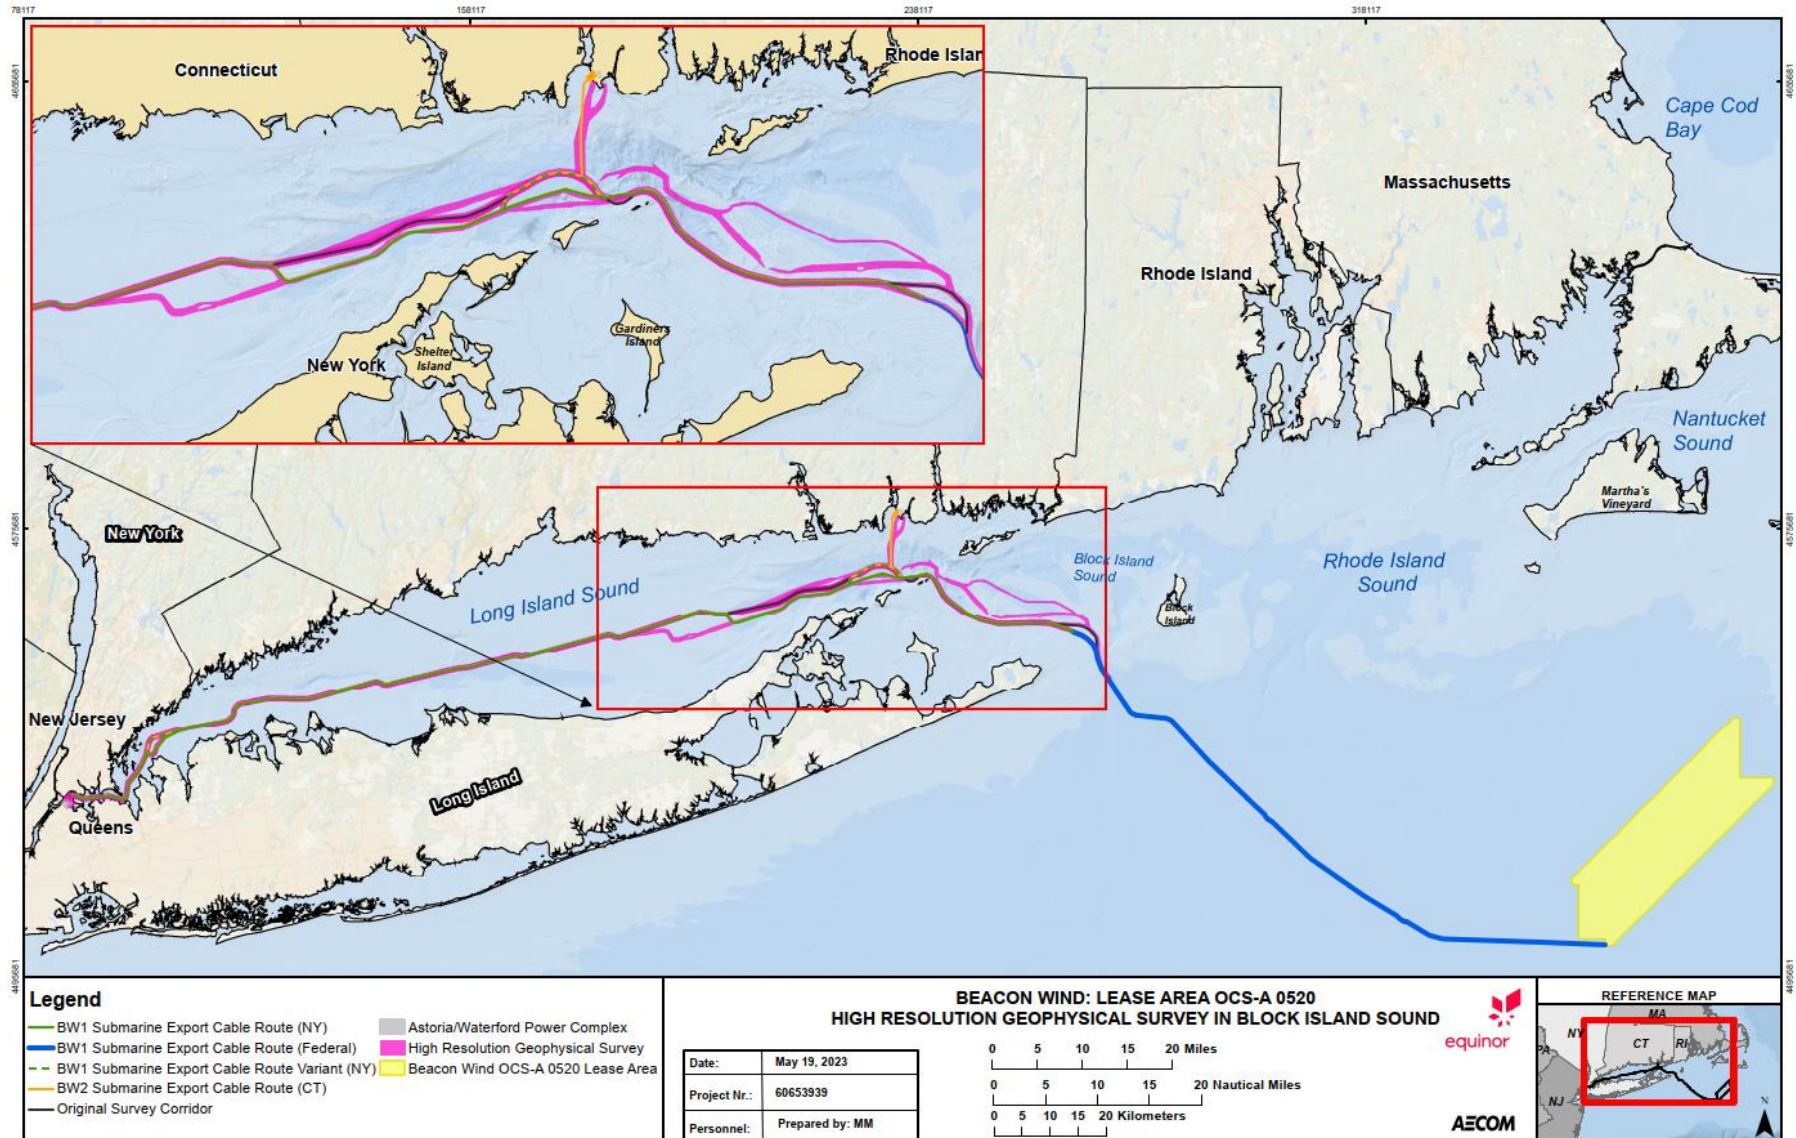 78117
158117
238117
318117
4655681
4655681
Connecticut
Rhode Islan
Cape Cod
Bay
Massachusetts
Rhode Island
Gardiners
Island
Shelter
Island
New York
Nantucket
Sound
Martha's
Vineyard
4575681
4575681
New York
Block Island
Sound
Rhode Island
Sound
Long Island Sound
Block
Island
New Jersey
Long Island
Queens
4495681
4495681
Legend
BW1 Submarine Export Cable Route (NY)
BW1 Submarine Export Cable Route (Federal)
BW1 Submarine Export Cable Route Variant (NY)
BW2 Submarine Export Cable Route (CT)
Original Survey Corridor
Astoria/Waterford Power Complex
High Resolution Geophysical Survey
Beacon Wind OCS-A 0520 Lease Area
BEACON WIND: LEASE AREA OCS-A 0520
HIGH RESOLUTION GEOPHYSICAL SURVEY IN BLOCK ISLAND SOUND
equinor
Date: May 19, 2023
Project Nr.: 60653939
Personnel: Prepared by: MM
0 5 10 15 20 Miles
0 5 10 15 20 Nautical Miles
0 5 10 15 20 Kilometers
AECOM
REFERENCE MAP
MA
NY
CT
RI
PA
NJ
N